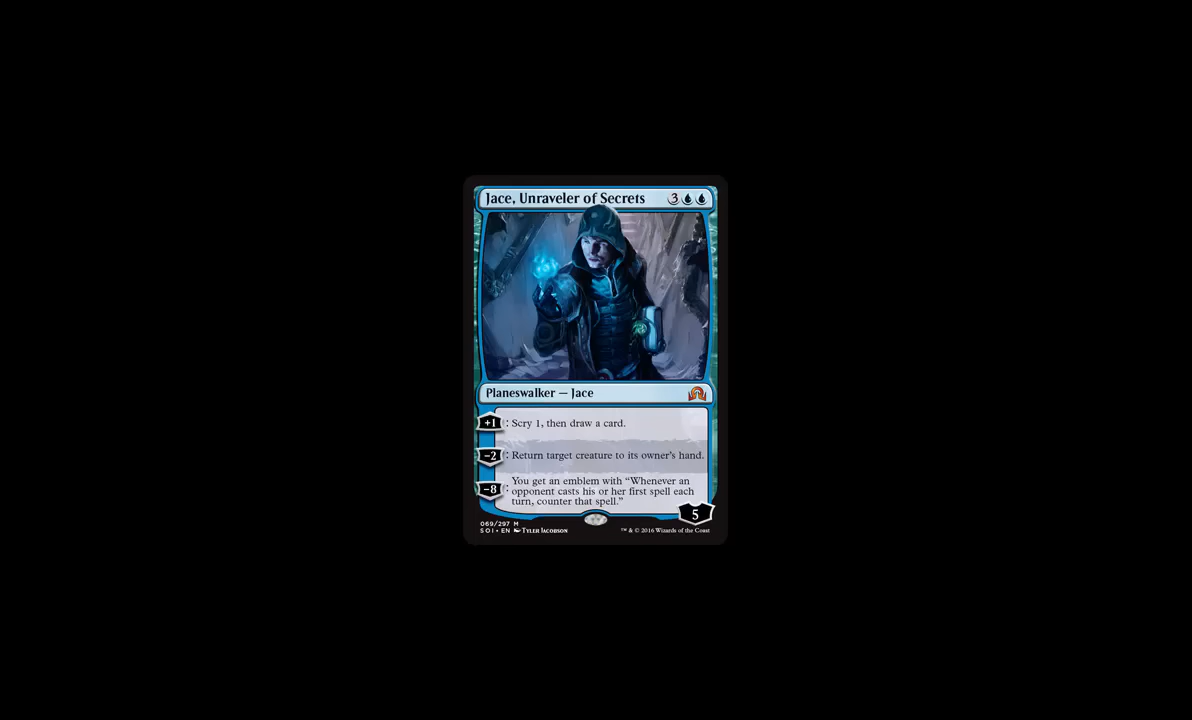 Jace, Unraveler of Secrets 3
Planeswalker — Jace
+1: Scry 1, then draw a card.
−2: Return target creature to its owner's hand.
−8: You get an emblem with “Whenever an
opponent casts his or her first spell each
turn, counter that spell.”
5
069/297 M
SOI • EN Tyler Jacobson
™ & © 2016 Wizards of the Coast